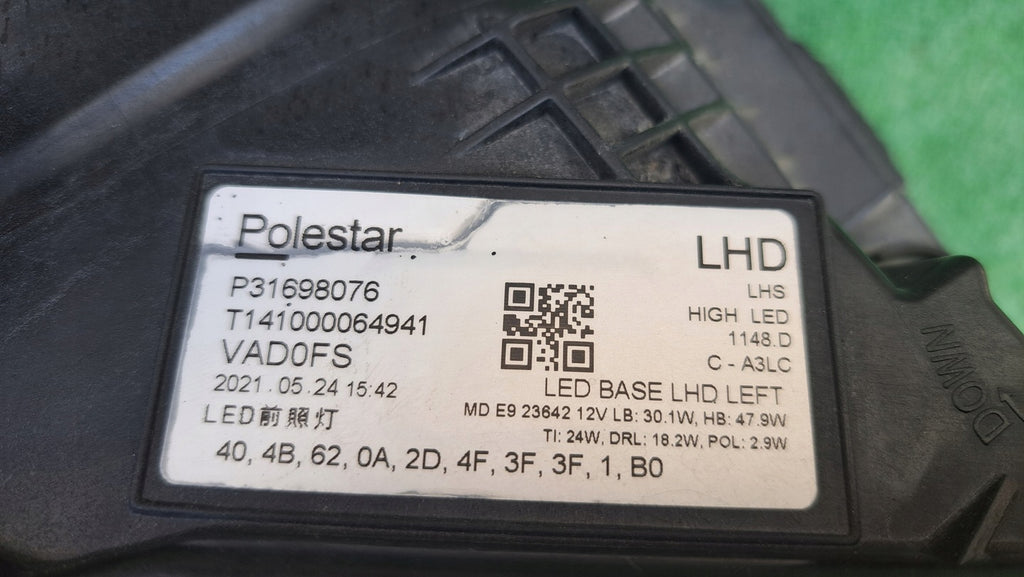 Polestar
LHD
P31698076
LHS
T141000064941
HIGH LED
VAD0FS
1148.D
C - A3LC
2021.05.24 15:42
LED BASE LHD LEFT
LED前照灯
MD E9 23642 12V LB: 30.1W, HB: 47.9W
TI: 24W, DRL: 18.2W, POL: 2.9W
40, 4B, 62, 0A, 2D, 4F, 3F, 3F, 1, B0
DOWN